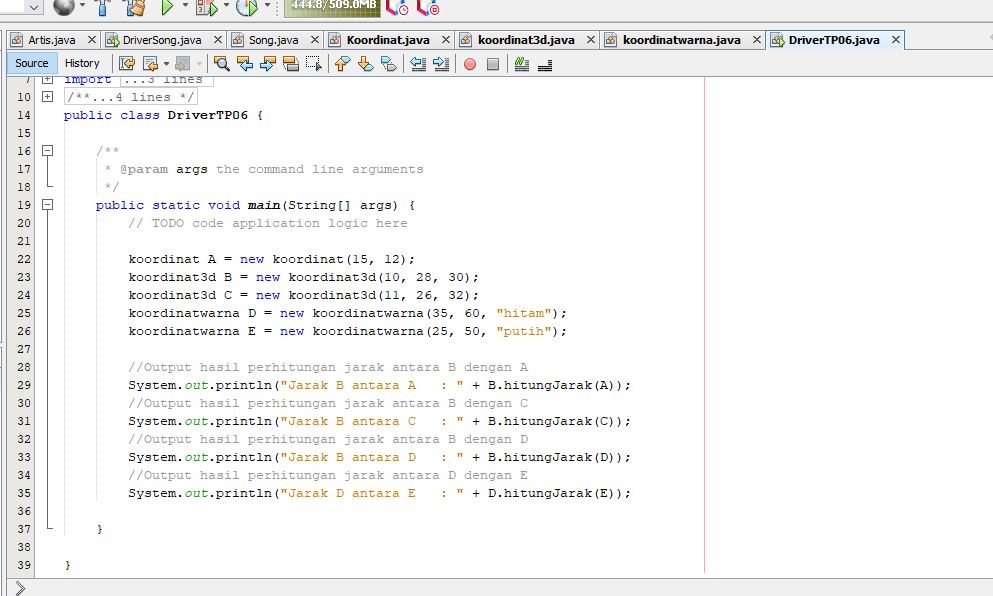 444.8/509.0MB
Artis.java DriverSong.java Song.java Koordinat.java koordinat3d.java koordinatwarna.java DriverTP06.java
Source History
7 import ...3 lines
10 /**...4 lines */
14 public class DriverTP06 {
15
16 /**
17 * @param args the command line arguments
18 */
19 public static void main(String[] args) {
20 // TODO code application logic here
21
22 koordinat A = new koordinat(15, 12);
23 koordinat3d B = new koordinat3d(10, 28, 30);
24 koordinat3d C = new koordinat3d(11, 26, 32);
25 koordinatwarna D = new koordinatwarna(35, 60, "hitam");
26 koordinatwarna E = new koordinatwarna(25, 50, "putih");
27
28 //Output hasil perhitungan jarak antara B dengan A
29 System.out.println("Jarak B antara A   : " + B.hitungJarak(A));
30 //Output hasil perhitungan jarak antara B dengan C
31 System.out.println("Jarak B antara C   : " + B.hitungJarak(C));
32 //Output hasil perhitungan jarak antara B dengan D
33 System.out.println("Jarak B antara D   : " + B.hitungJarak(D));
34 //Output hasil perhitungan jarak antara D dengan E
35 System.out.println("Jarak D antara E   : " + D.hitungJarak(E));
36
37 }
38
39 }